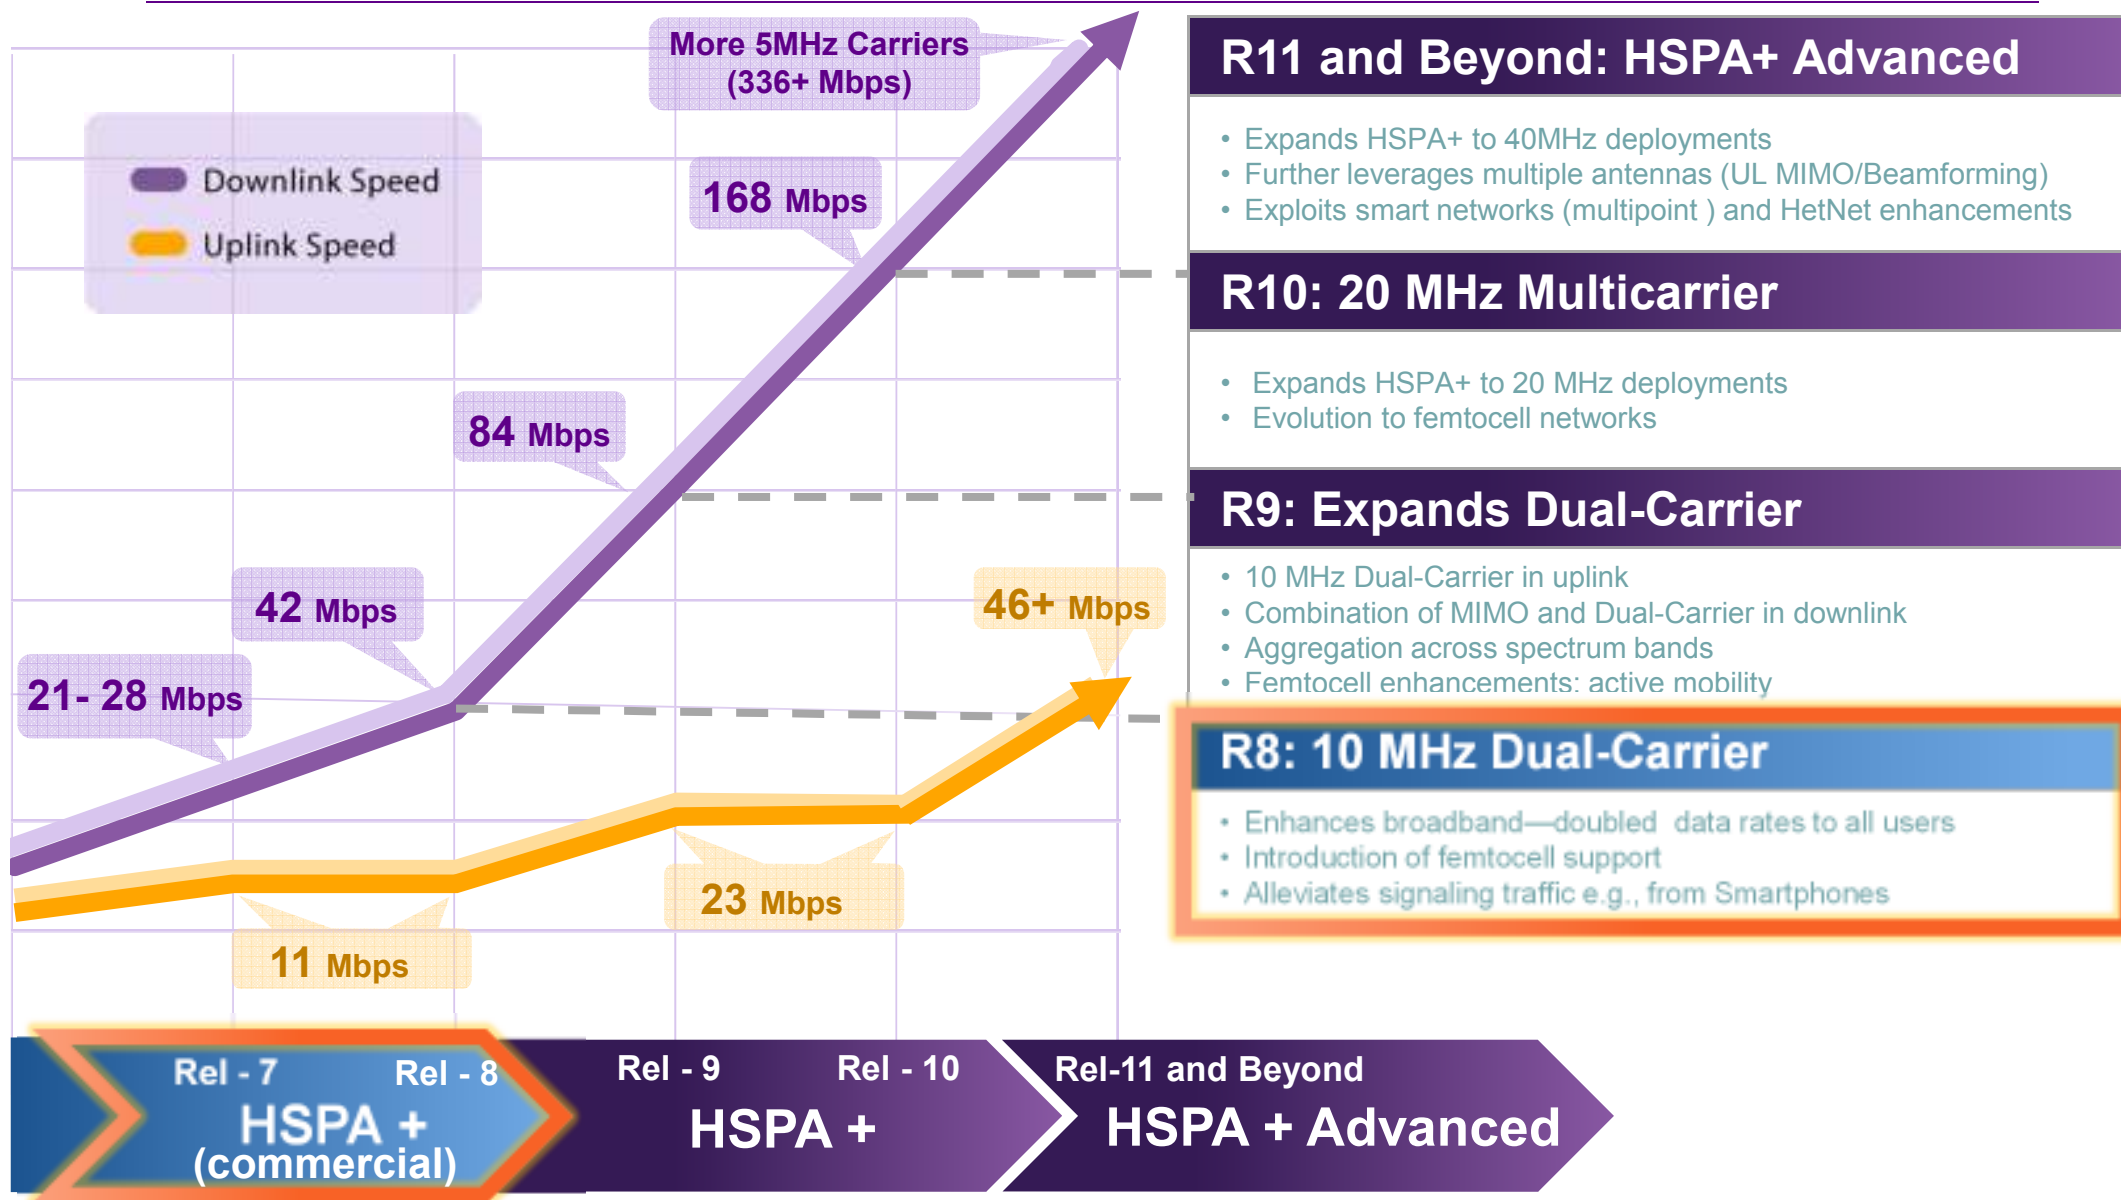 More 5MHz Carriers
(336+ Mbps)
Downlink Speed
Uplink Speed
168 Mbps
84 Mbps
42 Mbps
21- 28 Mbps
46+ Mbps
23 Mbps
11 Mbps
R11 and Beyond: HSPA+ Advanced
• Expands HSPA+ to 40MHz deployments
• Further leverages multiple antennas (UL MIMO/Beamforming)
• Exploits smart networks (multipoint ) and HetNet enhancements
R10: 20 MHz Multicarrier
• Expands HSPA+ to 20 MHz deployments
• Evolution to femtocell networks
R9: Expands Dual-Carrier
• 10 MHz Dual-Carrier in uplink
• Combination of MIMO and Dual-Carrier in downlink
• Aggregation across spectrum bands
• Femtocell enhancements: active mobility
R8: 10 MHz Dual-Carrier
• Enhances broadband—doubled data rates to all users
• Introduction of femtocell support
• Alleviates signaling traffic e.g., from Smartphones
Rel - 7 Rel - 8
HSPA +
(commercial)
Rel - 9 Rel - 10
HSPA +
Rel-11 and Beyond
HSPA + Advanced